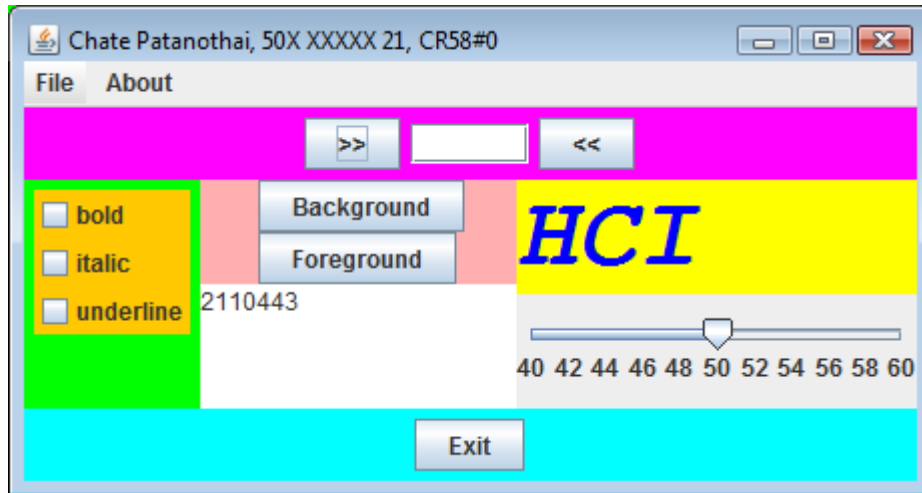 Chate Patanothai, 50X XXXXX 21, CR58#0
File About
>> <<
bold
italic
underline
Background
Foreground
2110443
HCI
40 42 44 46 48 50 52 54 56 58 60
Exit